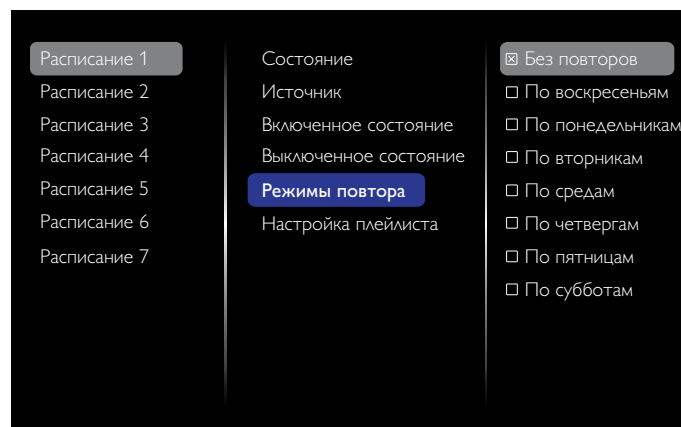 Расписание 1
Расписание 2
Расписание 3
Расписание 4
Расписание 5
Расписание 6
Расписание 7
Состояние
Источник
Включенное состояние
Выключенное состояние
Режимы повтора
Настройка плейлиста
Без повторов
По воскресеньям
По понедельникам
По вторникам
По средам
По четвергам
По пятницам
По субботам